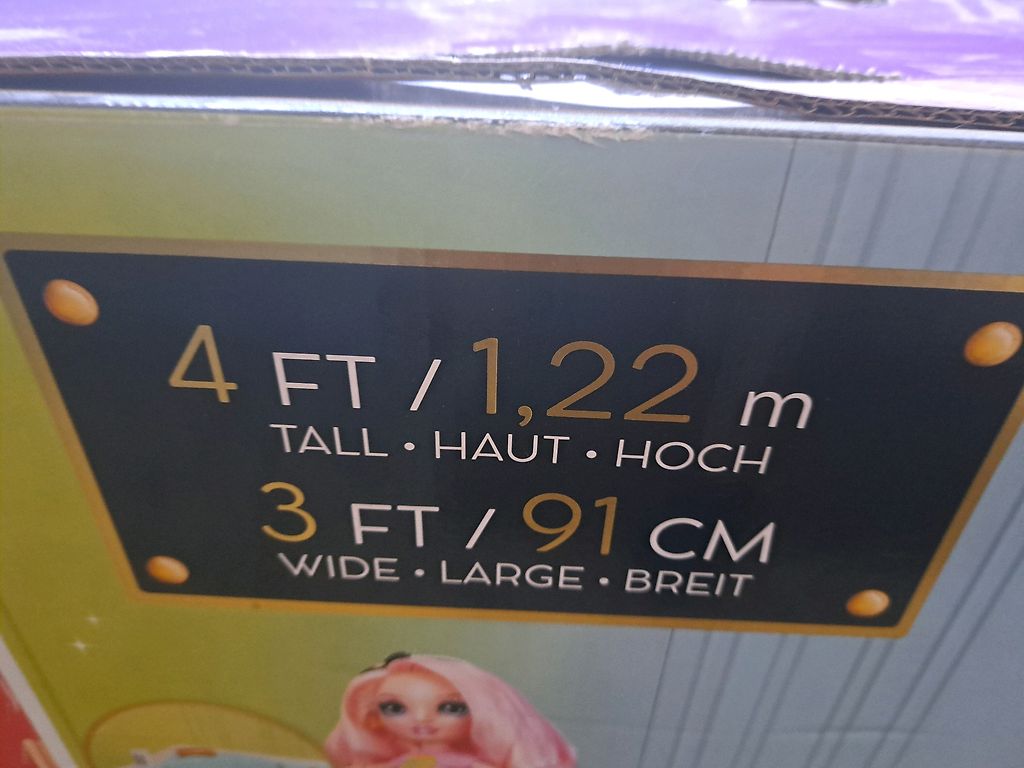 4 FT / 1,22 m
TALL • HAUT • HOCH
3 FT / 91 CM
WIDE • LARGE • BREIT